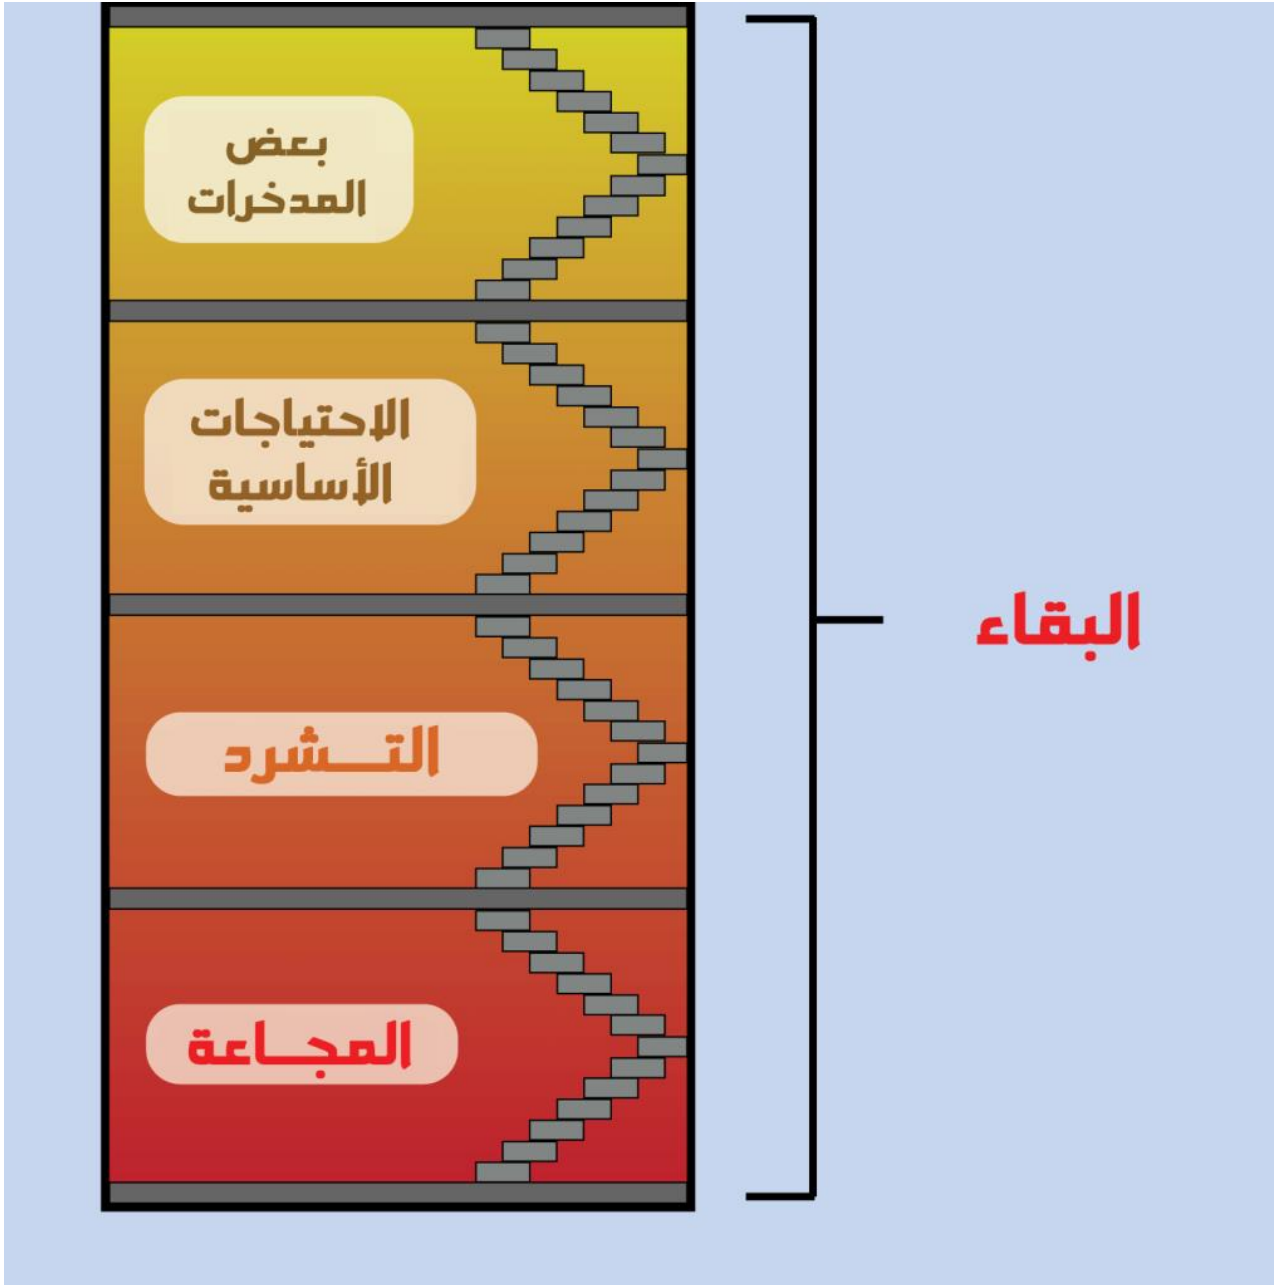 بعض
المدخرات
الاحتياجات
الأساسية
البقاء
التـــشرد
المجــاعة